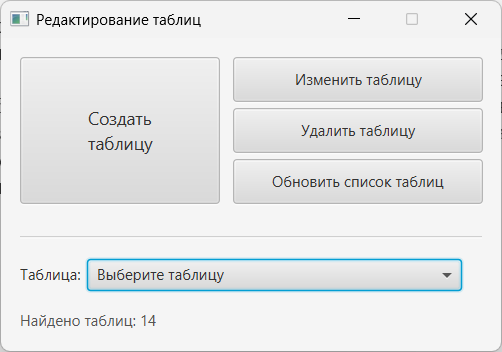 Редактирование таблиц
Создать
таблицу
Изменить таблицу
Удалить таблицу
Обновить список таблиц
Таблица: Выберите таблицу
Найдено таблиц: 14